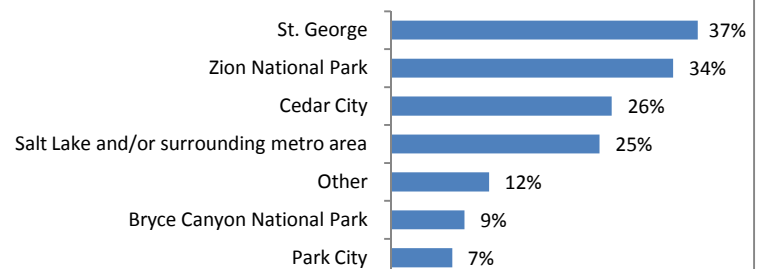 St. George 37%
Zion National Park 34%
Cedar City 26%
Salt Lake and/or surrounding metro area 25%
Other 12%
Bryce Canyon National Park 9%
Park City 7%